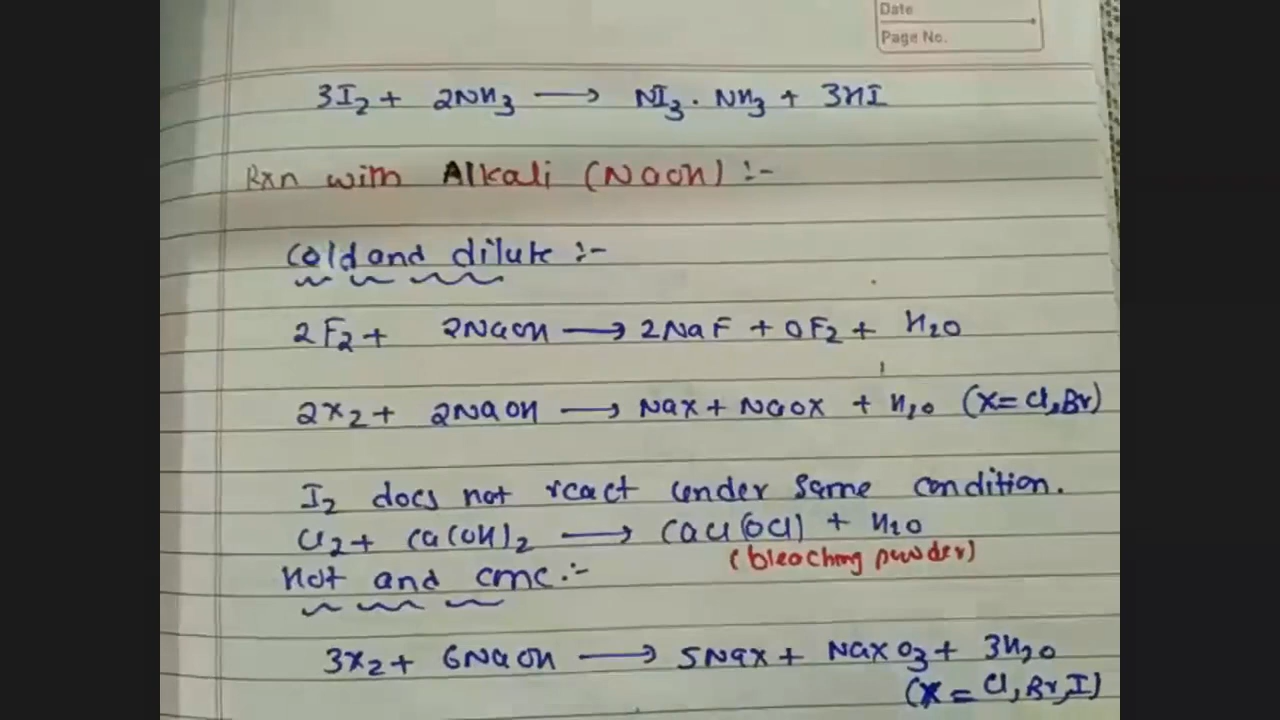 Date
Page No.
3I₂ + 2NH₃ ⟶ NI₃ . NH₃ + 3HI
Rxn with Alkali (NaOH) :-
Cold and dilute :-
2F₂ + 2NaOH ⟶ 2NaF + OF₂ + H₂O
2X₂ + 2NaOH ⟶ NaX + NaOX + H₂O (X = Cl, Br)
I₂ does not react under same condition.
Cl₂ + Ca(OH)₂ ⟶ CaCl(OCl) + H₂O
(bleaching powder)
Hot and cmc :-
3X₂ + 6NaOH ⟶ 5NaX + NaXO₃ + 3H₂O
(X = Cl, Br, I)